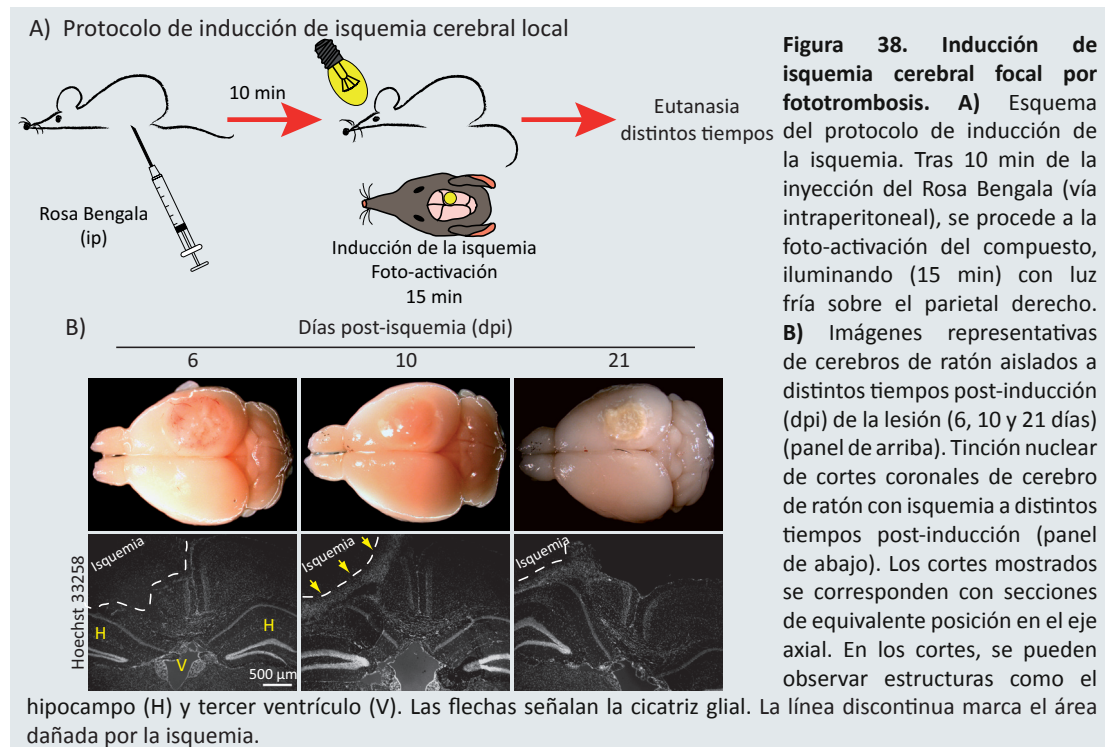 A) Protocolo de inducción de isquemia cerebral local
10 min
Rosa Bengala
(ip)
Inducción de la isquemia
Foto-activación
15 min
Eutanasia
distintos tiempos
B)
Días post-isquemia (dpi)
6
10
21
Isquemia
Isquemia
Isquemia
Hoechst 33258
H
H
V
500 µm
Figura 38. Inducción de
isquemia cerebral focal por
fototrombosis. A) Esquema
del protocolo de inducción de
la isquemia. Tras 10 min de la
inyección del Rosa Bengala (vía
intraperitoneal), se procede a la
foto-activación del compuesto,
iluminando (15 min) con luz
fría sobre el parietal derecho.
B) Imágenes representativas
de cerebros de ratón aislados a
distintos tiempos post-inducción
(dpi) de la lesión (6, 10 y 21 días)
(panel de arriba). Tinción nuclear
de cortes coronales de cerebro
de ratón con isquemia a distintos
tiempos post-inducción (panel
de abajo). Los cortes mostrados
se corresponden con secciones
de equivalente posición en el eje
axial. En los cortes, se pueden
observar estructuras como el
hipocampo (H) y tercer ventrículo (V). Las flechas señalan la cicatriz glial. La línea discontinua marca el área
dañada por la isquemia.